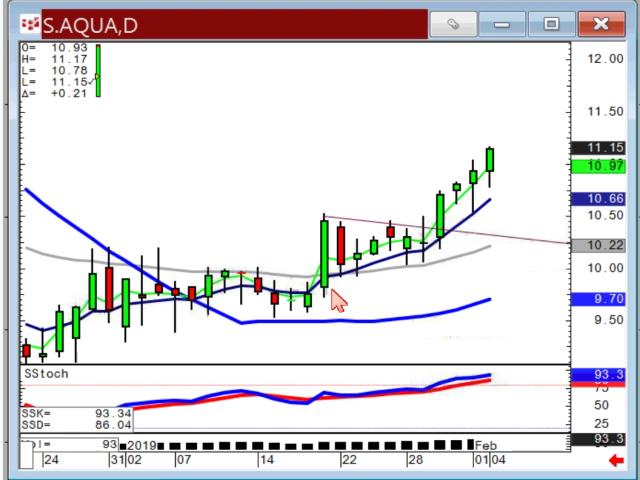 S.AQUA,D
O= 10.93
H= 11.17
L= 10.78
L= 11.15
Δ= +0.21
12.00
11.50
11.15
10.97
10.66
10.50
10.22
10.00
9.70
9.50
SStoch
93.3
50
25
SSK= 93.34
SSD= 86.04
93 2019 Feb
93.3
24 31 02 07 14 22 28 01 04